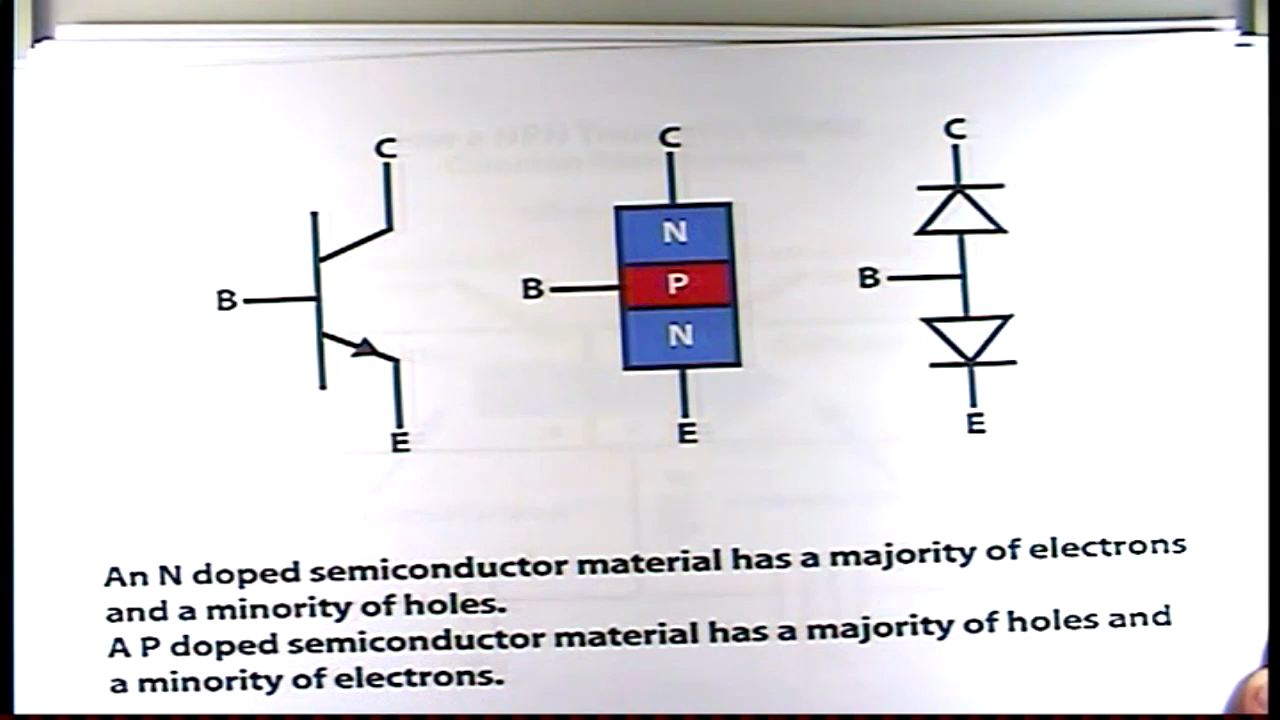 C
C
C
N
B
B
P
B
N
E
E
E
An N doped semiconductor material has a majority of electrons
and a minority of holes.
A P doped semiconductor material has a majority of holes and
a minority of electrons.